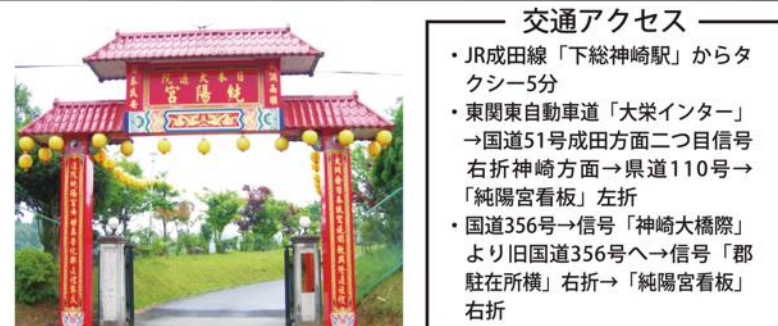 日本大道院
純陽宮
交通アクセス
・JR成田線「下総神崎駅」からタ
クシー5分
・東関東自動車道「大栄インター」
→国道51号成田方面二つ目信号
右折神崎方面→県道110号→
「純陽宮看板」左折
・国道356号→信号「神崎大橋際」
より旧国道356号へ→信号「郡
駐在所横」右折→「純陽宮看板」
右折